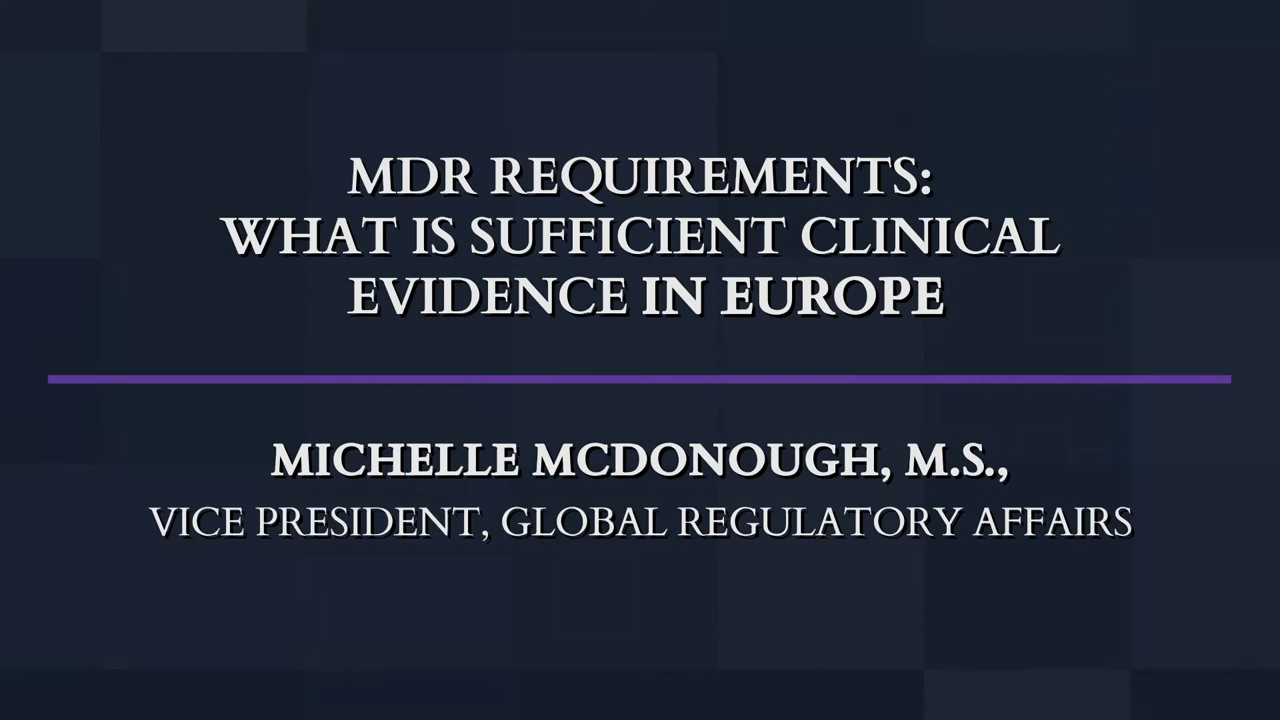 MDR REQUIREMENTS:
WHAT IS SUFFICIENT CLINICAL
EVIDENCE IN EUROPE
MICHELLE MCDONOUGH, M.S.,
VICE PRESIDENT, GLOBAL REGULATORY AFFAIRS